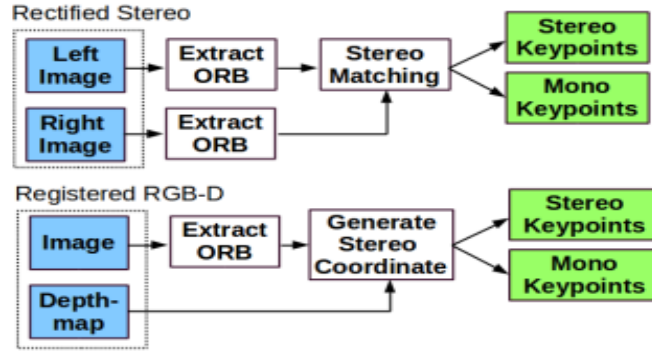 Rectified Stereo
Left
Image
Extract
ORB
Stereo
Matching
Stereo
Keypoints
Mono
Keypoints
Right
Image
Extract
ORB
Registered RGB-D
Image
Extract
ORB
Generate
Stereo
Coordinate
Stereo
Keypoints
Mono
Keypoints
Depth-
map